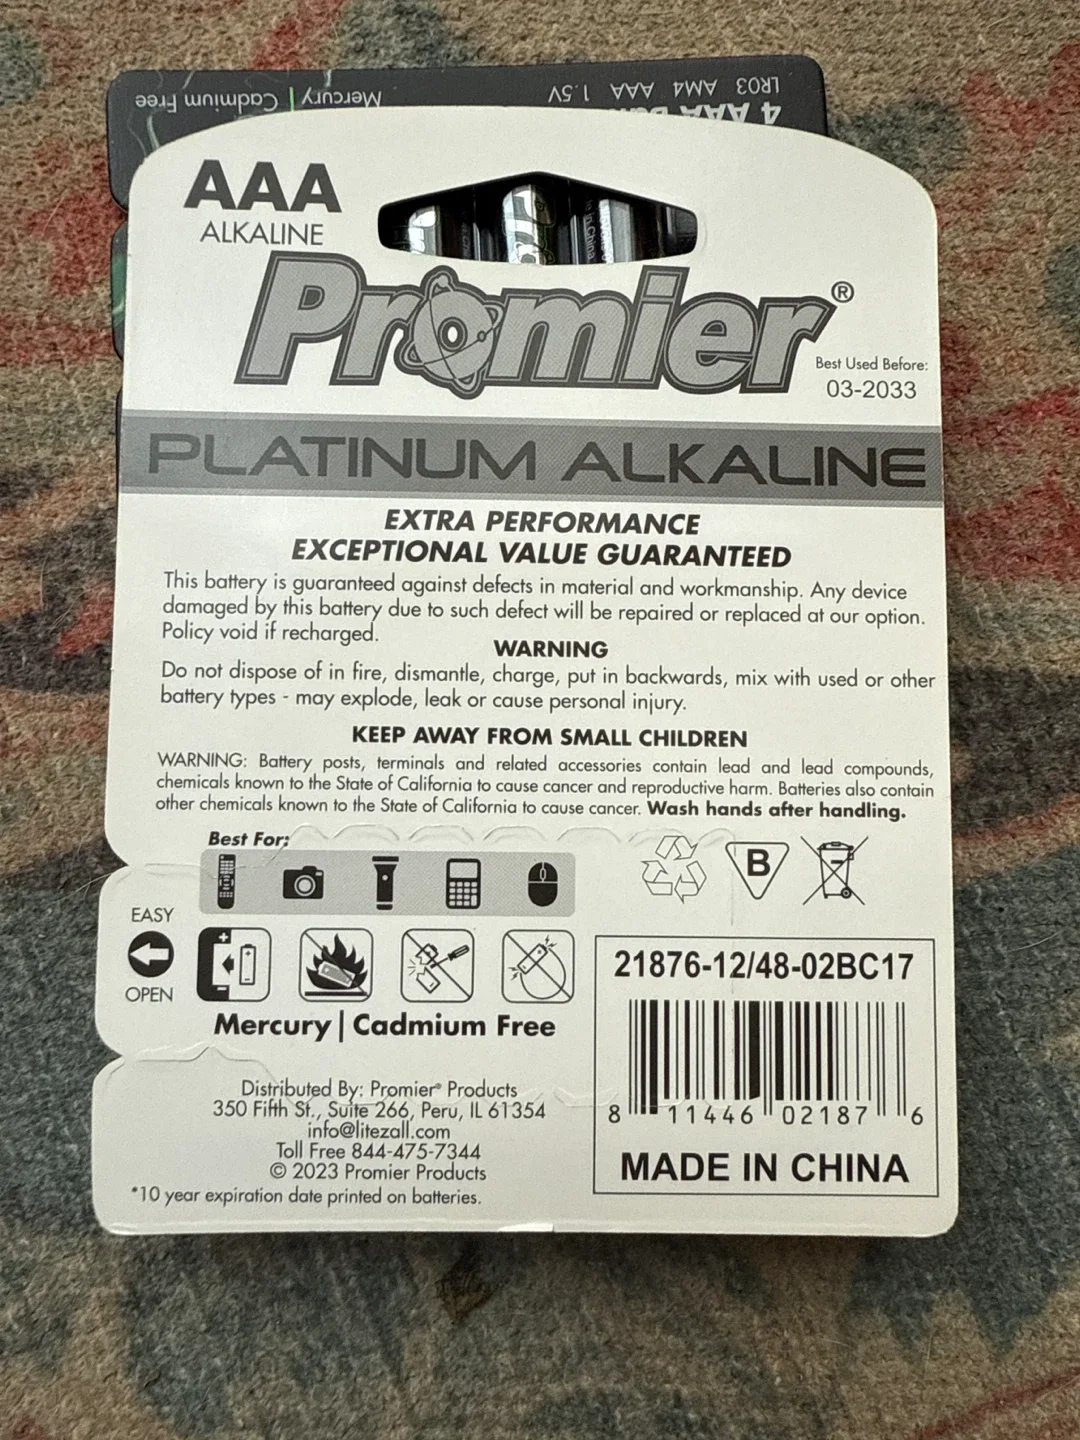 Mercury | Cadmium Free
LR03 AM4 AAA 1.5V
4 AAA
AAA
ALKALINE
in China
Promier®
Best Used Before:
03-2033
PLATINUM ALKALINE
EXTRA PERFORMANCE
EXCEPTIONAL VALUE GUARANTEED
This battery is guaranteed against defects in material and workmanship. Any device
damaged by this battery due to such defect will be repaired or replaced at our option.
Policy void if recharged.
WARNING
Do not dispose of in fire, dismantle, charge, put in backwards, mix with used or other
battery types - may explode, leak or cause personal injury.
KEEP AWAY FROM SMALL CHILDREN
WARNING: Battery posts, terminals and related accessories contain lead and lead compounds,
chemicals known to the State of California to cause cancer and reproductive harm. Batteries also contain
other chemicals known to the State of California to cause cancer. Wash hands after handling.
Best For:
B
EASY
OPEN
Mercury | Cadmium Free
21876-12/48-02BC17
8 11446 02187 6
MADE IN CHINA
Distributed By: Promier® Products
350 Fifth St., Suite 266, Peru, IL 61354
info@litezall.com
Toll Free 844-475-7344
© 2023 Promier Products
*10 year expiration date printed on batteries.